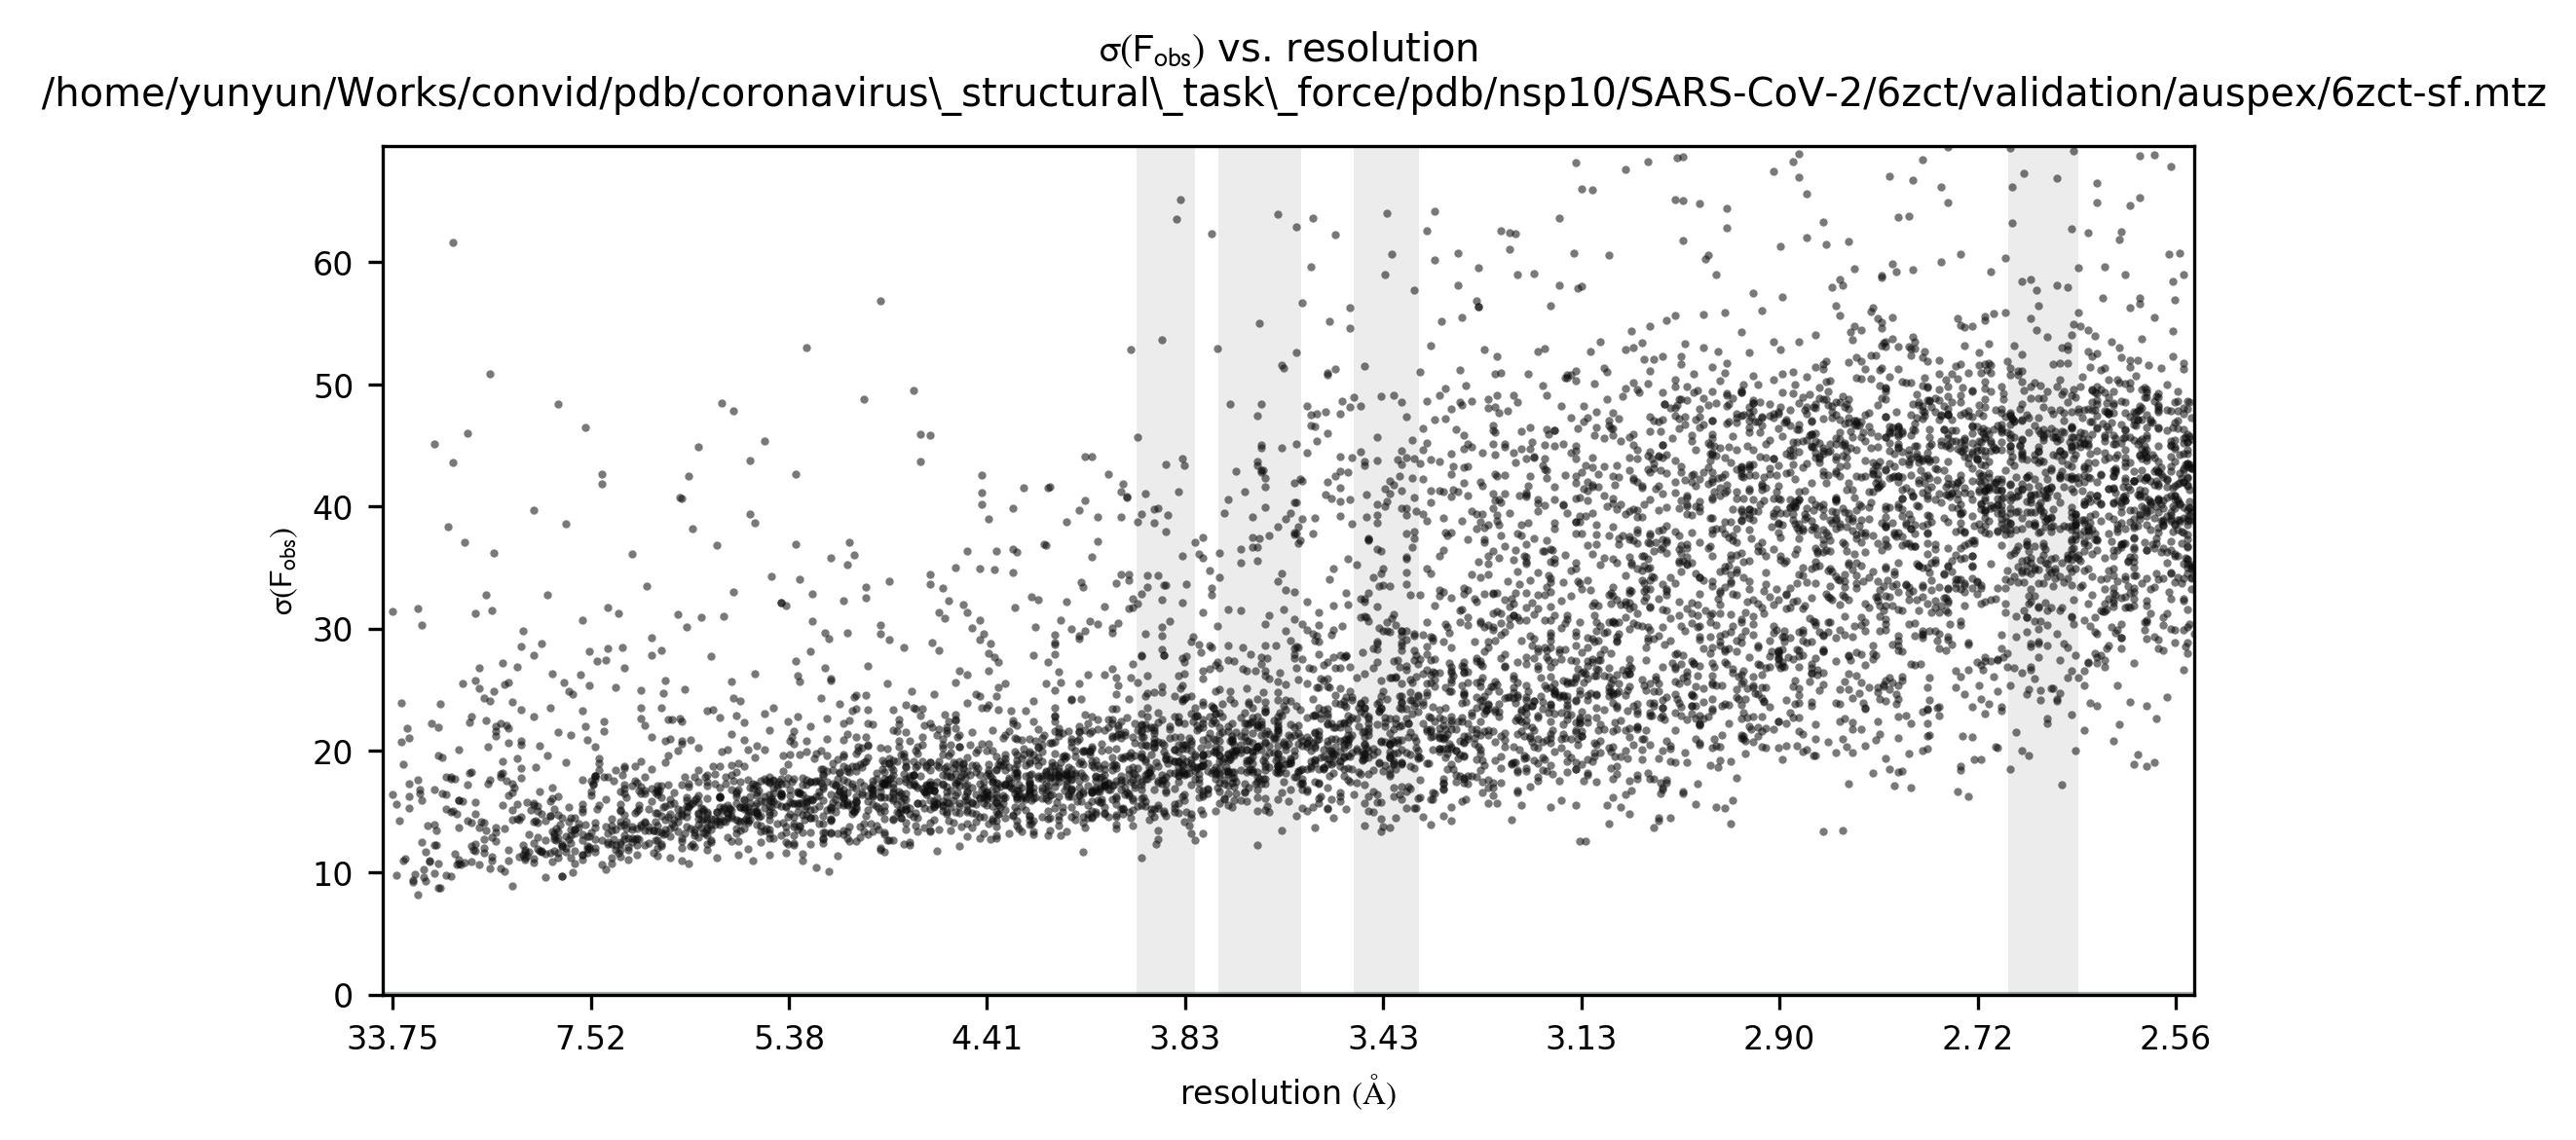 σ(Fobs) vs. resolution
/home/yunyun/Works/convid/pdb/coronavirus\_structural\_task\_force/pdb/nsp10/SARS-CoV-2/6zct/validation/auspex/6zct-sf.mtz
σ(Fobs)
60
50
40
30
20
10
0
33.75 7.52 5.38 4.41 3.83 3.43 3.13 2.90 2.72 2.56
resolution (Å)